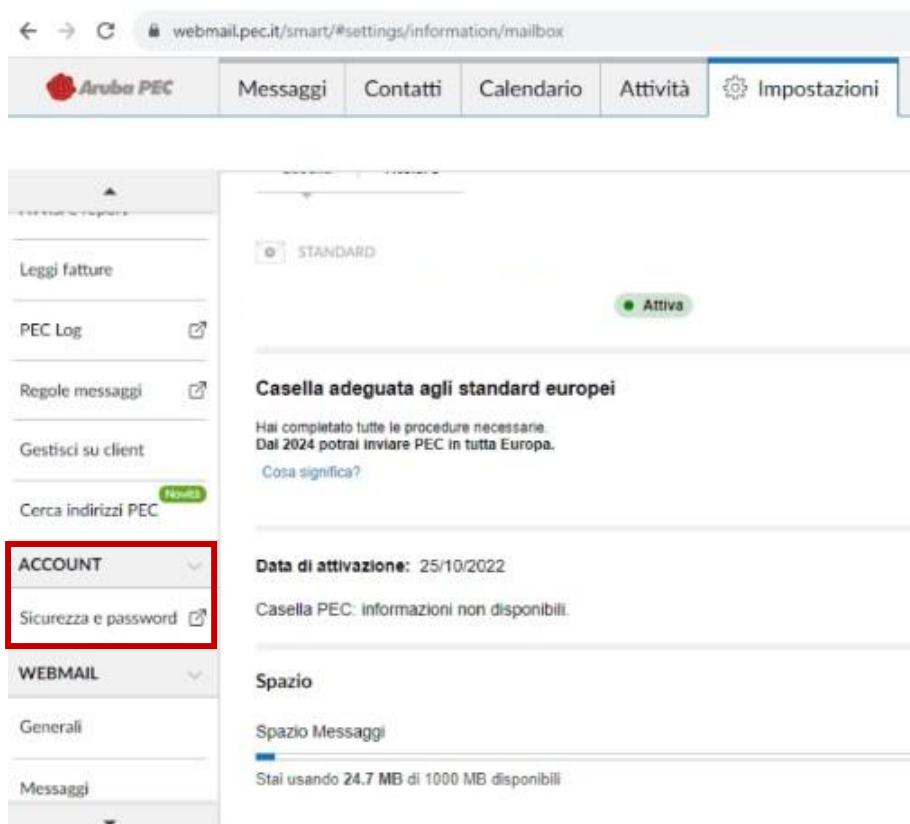 webmail.pec.it/smart/#settings/information/mailbox
Aruba PEC
Messaggi
Contatti
Calendario
Attività
Impostazioni
Leggi fatture
PEC Log
Regole messaggi
Gestisci su client
Cerca indirizzi PEC
Novità
ACCOUNT
Sicurezza e password
WEBMAIL
Generali
Messaggi
STANDARD
Attiva
Casella adeguata agli standard europei
Hai completato tutte le procedure necessarie.
Dal 2024 potrai inviare PEC in tutta Europa.
Cosa significa?
Data di attivazione: 25/10/2022
Casella PEC: informazioni non disponibili.
Spazio
Spazio Messaggi
Stai usando 24.7 MB di 1000 MB disponibili